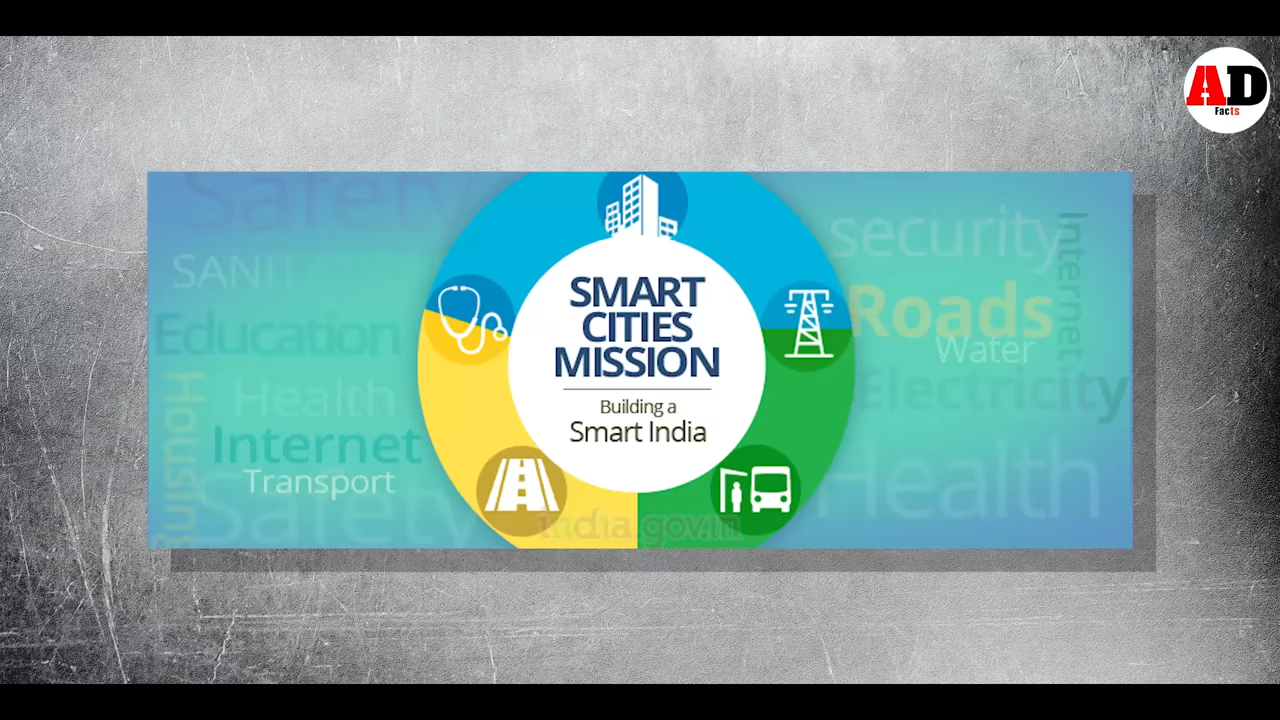 AD
Facts
Safety
SANIT
Education
Housing
Health
Internet
Transport
Safety
SMART
CITIES
MISSION
Building a
Smart India
india.gov.in
security
Internet
Roads
Water
Electricity
Health